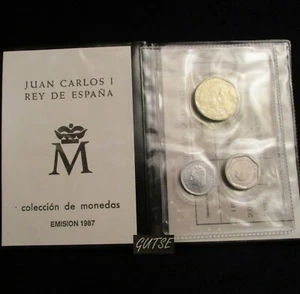 JUAN CARLOS I
REY DE ESPAÑA
M
colección de monedas
EMISION 1987
GUTSE